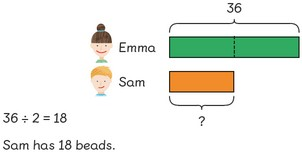 36
Emma
Sam
?
36 ÷ 2 = 18
Sam has 18 beads.